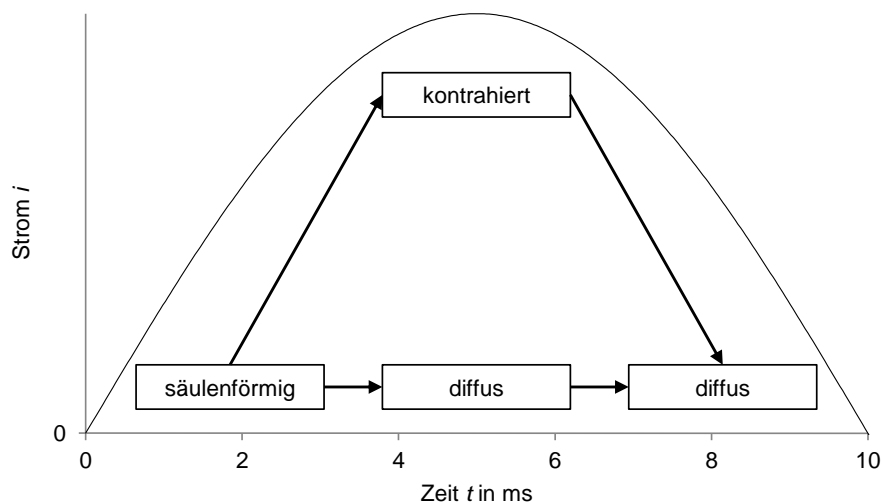 Strom i
kontrahiert
säulenförmig
diffus
diffus
0
0
2
4
6
8
10
Zeit t in ms